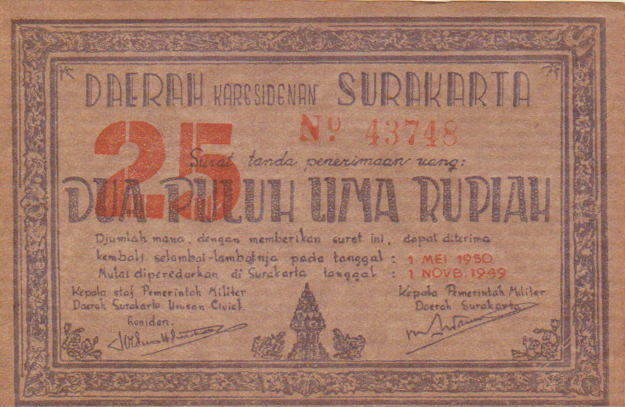 DAERAH KARESIDENAN SURAKARTA
25
No 43748
Surat tanda penerimaan uang:
DUA PULUH LIMA RUPIAH
Djumlah mana, dengan memberikan surat ini, dapat diterima
kembali selambat-lambatnja pada tanggal : 1 MEI 1950
Mulai diperedarkan di Surakarta tanggal : 1 NOVB. 1949
Kepala staf Pemerintah Militer
Daerah Surakarta Urusan Civiel.
Kepala Pemerintah Militer
Daerah Surakarta